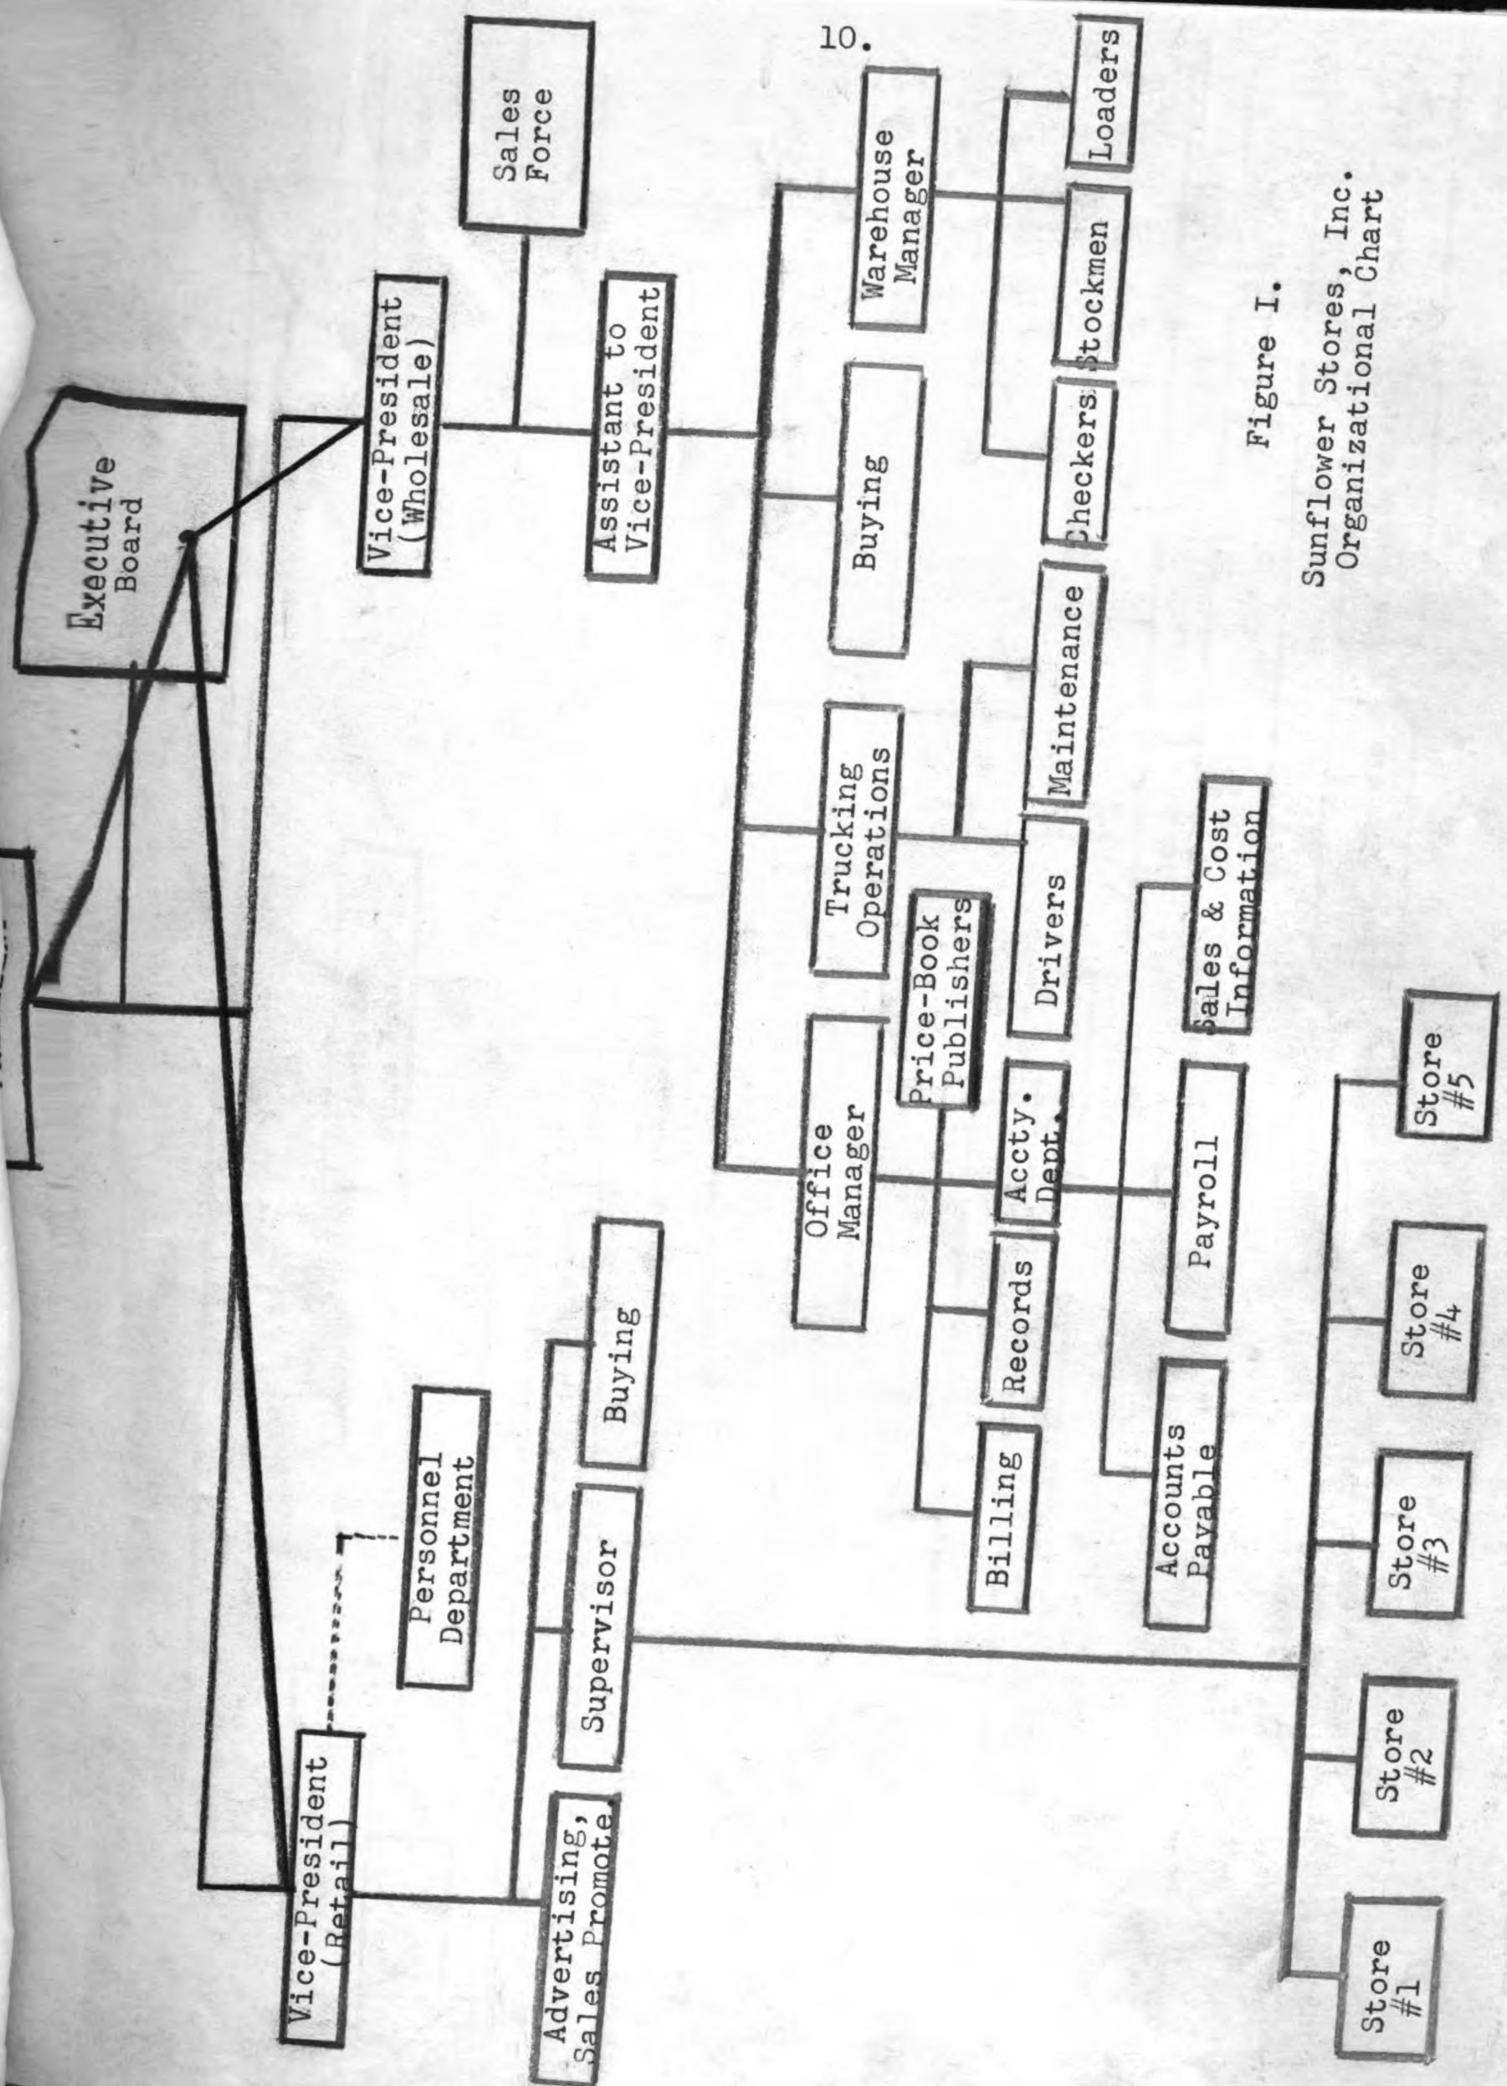 10.
Executive
Board
Vice-President
(Retail)
Vice-President
(Wholesale)
Personnel
Department
Sales
Force
Advertising,
Sales Promote.
Supervisor
Buying
Assistant to
Vice-President
Office
Manager
Trucking
Operations
Buying
Warehouse
Manager
Price-Book
Publishers
Billing
Records
Accty.
Dept.
Drivers
Maintenance
Checkers
Stockmen
Loaders
Accounts
Payable
Payroll
Sales & Cost
Information
Store
#1
Store
#2
Store
#3
Store
#4
Store
#5
Figure I.
Sunflower Stores, Inc.
Organizational Chart